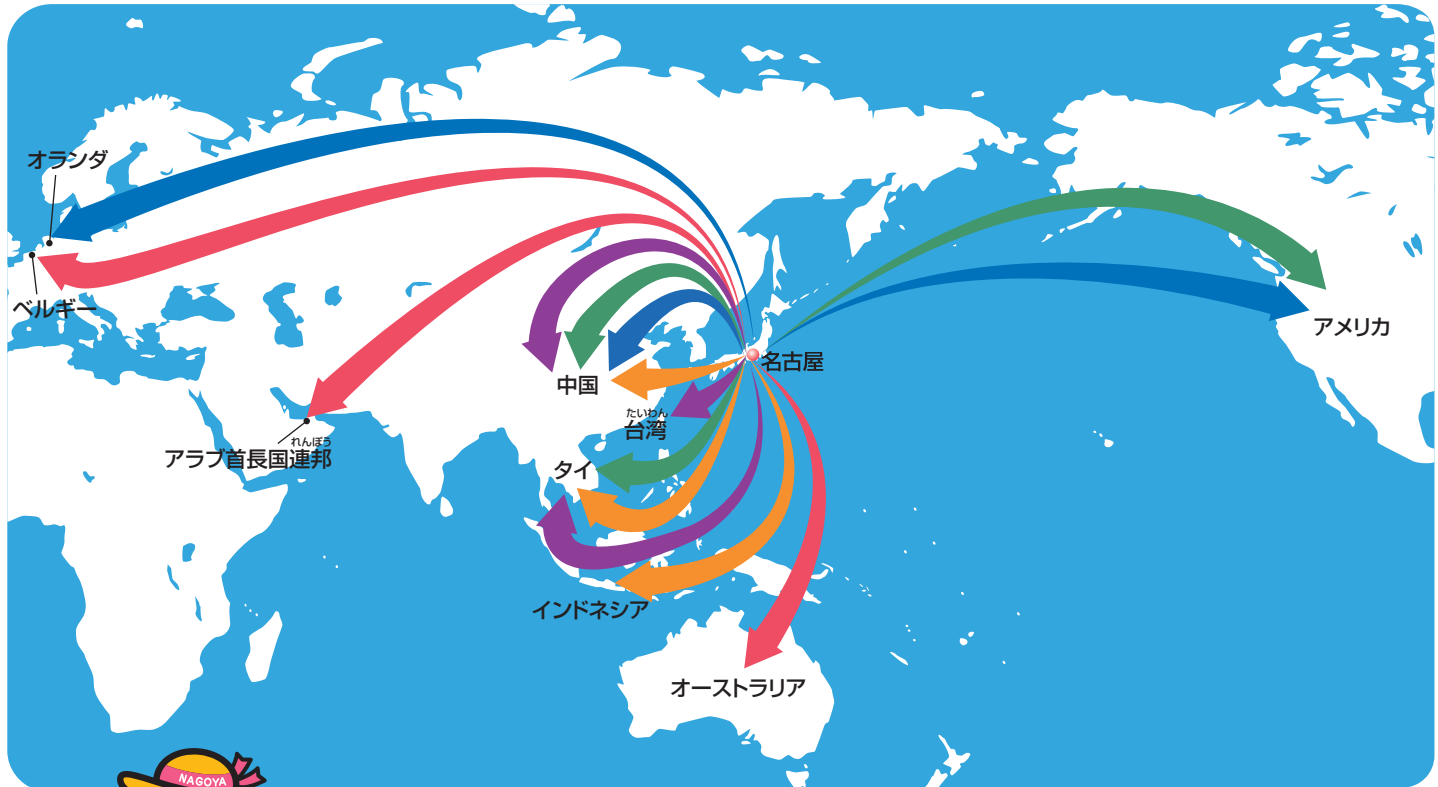 オランダ
ベルギー
アメリカ
名古屋
中国
たいわん
台湾
れんぽう
アラブ首長国連邦
タイ
インドネシア
オーストラリア
NAGOYA